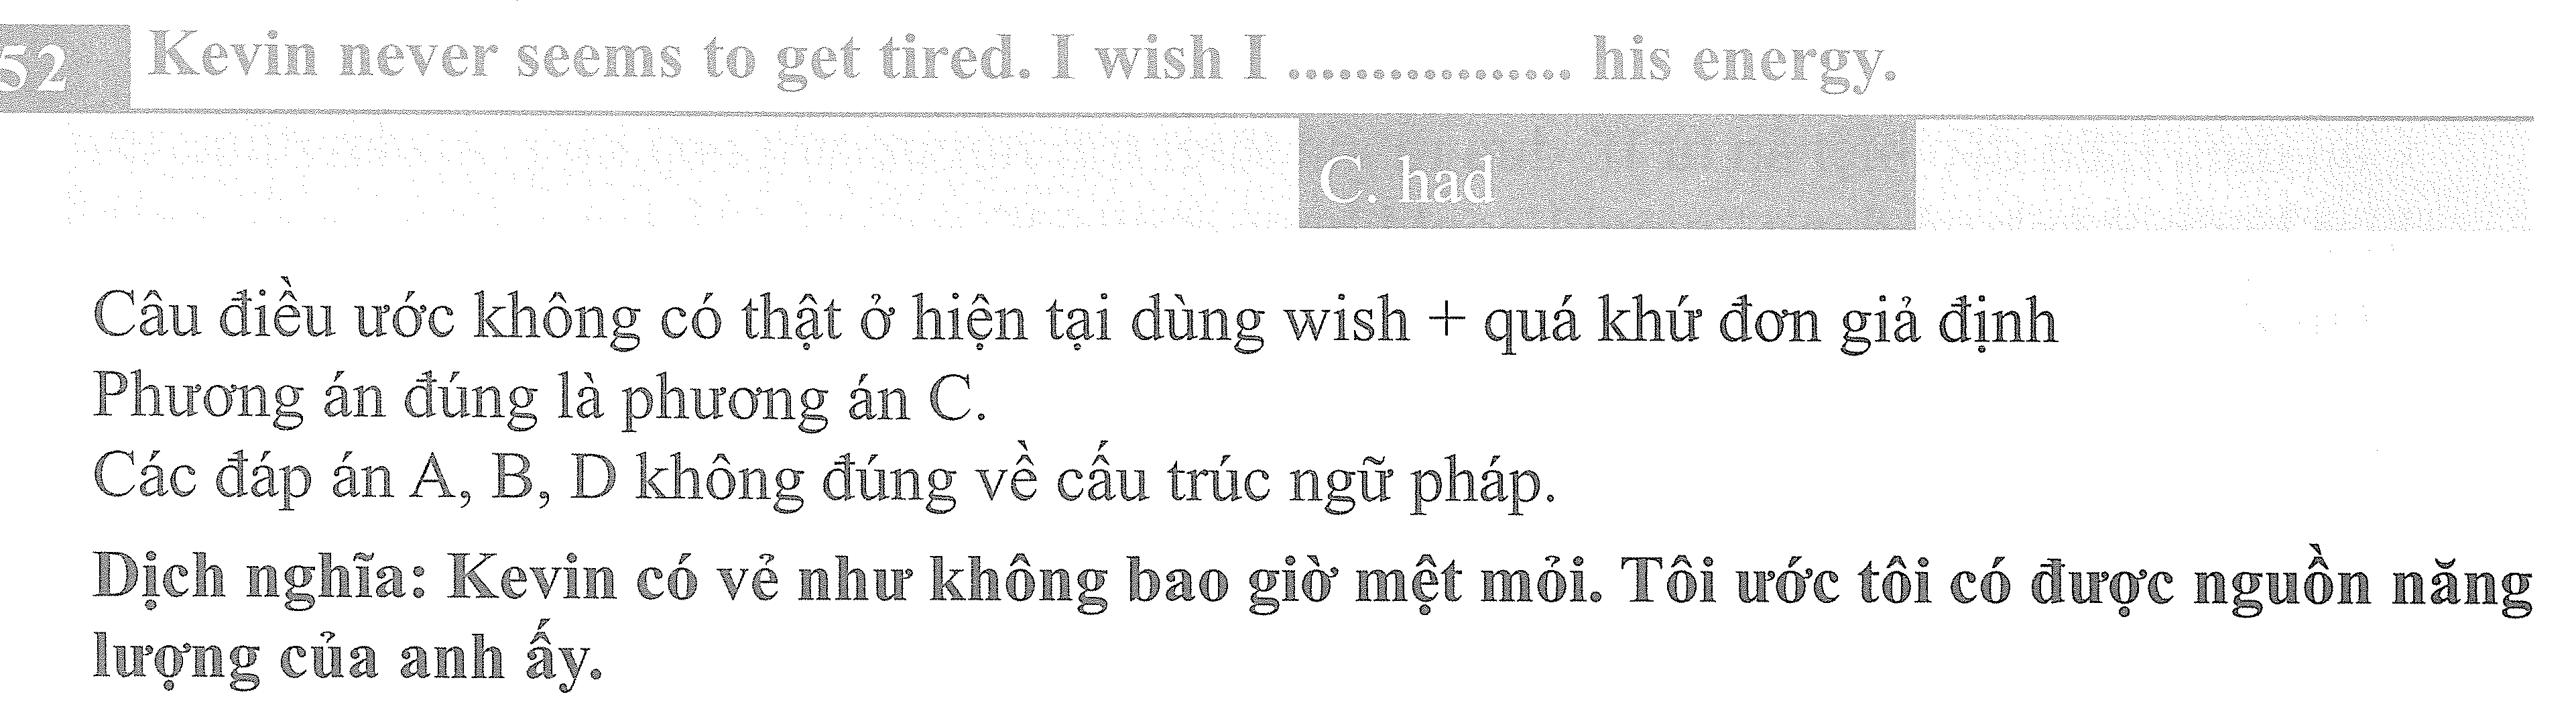 52 Kevin never seems to get tired. I wish I ................ his energy.
C. had
Câu điều ước không có thật ở hiện tại dùng wish + quá khứ đơn giả định
Phương án đúng là phương án C.
Các đáp án A, B, D không đúng về cấu trúc ngữ pháp.
Dịch nghĩa: Kevin có vẻ như không bao giờ mệt mỏi. Tôi ước tôi có được nguồn năng
lượng của anh ấy.